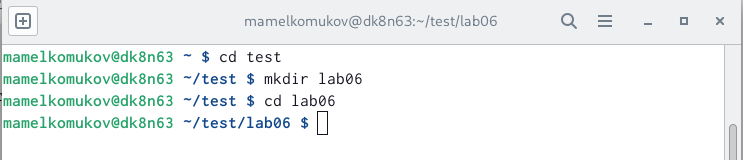 mamelkomukov@dk8n63:~/test/lab06
mamelkomukov@dk8n63 ~ $ cd test
mamelkomukov@dk8n63 ~/test $ mkdir lab06
mamelkomukov@dk8n63 ~/test $ cd lab06
mamelkomukov@dk8n63 ~/test/lab06 $